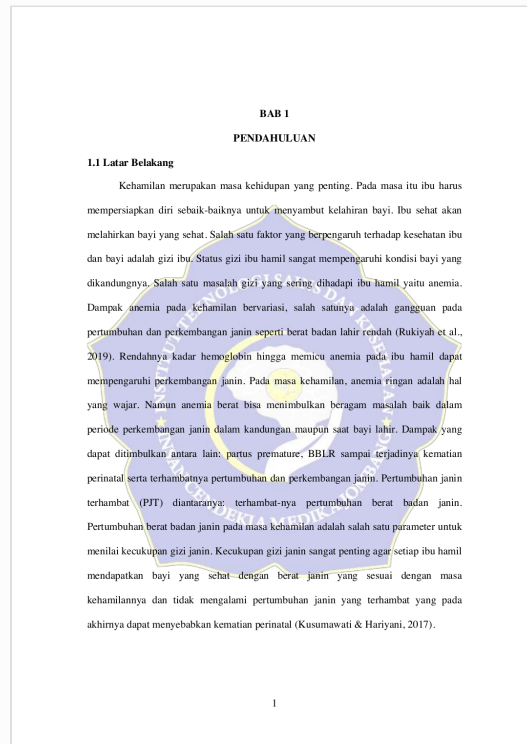 BAB 1
PENDAHULUAN
1.1 Latar Belakang
Kehamilan merupakan masa kehidupan yang penting. Pada masa itu ibu harus
mempersiapkan diri sebaik-baiknya untuk menyambut kelahiran bayi. Ibu sehat akan
melahirkan bayi yang sehat. Salah satu faktor yang berpengaruh terhadap kesehatan ibu
dan bayi adalah gizi ibu. Status gizi ibu hamil sangat mempengaruhi kondisi bayi yang
dikandungnya. Salah satu masalah gizi yang sering dihadapi ibu hamil yaitu anemia.
Dampak anemia pada kehamilan bervariasi, salah satunya adalah gangguan pada
pertumbuhan dan perkembangan janin seperti berat badan lahir rendah (Rukiyah et al.,
2019). Rendahnya kadar hemoglobin hingga memicu anemia pada ibu hamil dapat
mempengaruhi perkembangan janin. Pada masa kehamilan, anemia ringan adalah hal
yang wajar. Namun anemia berat bisa menimbulkan beragam masalah baik dalam
periode perkembangan janin dalam kandungan maupun saat bayi lahir. Dampak yang
dapat ditimbulkan antara lain: partus premature, BBLR sampai terjadinya kematian
perinatal serta terhambatnya pertumbuhan dan perkembangan janin. Pertumbuhan janin
terhambat (PJT) diantaranya: terhambat-nya pertumbuhan berat badan janin.
Pertumbuhan berat badan janin pada masa kehamilan adalah salah satu parameter untuk
menilai kecukupan gizi janin. Kecukupan gizi janin sangat penting agar setiap ibu hamil
mendapatkan bayi yang sehat dengan berat janin yang sesuai dengan masa
kehamilannya dan tidak mengalami pertumbuhan janin yang terhambat yang pada
akhirnya dapat menyebabkan kematian perinatal (Kusumawati & Hariyani, 2017).
INSTITUT TEKNOLOGI SAINS DAN KESEHATAN
INSAN CENDEKIA MEDIKA JOMBANG
1